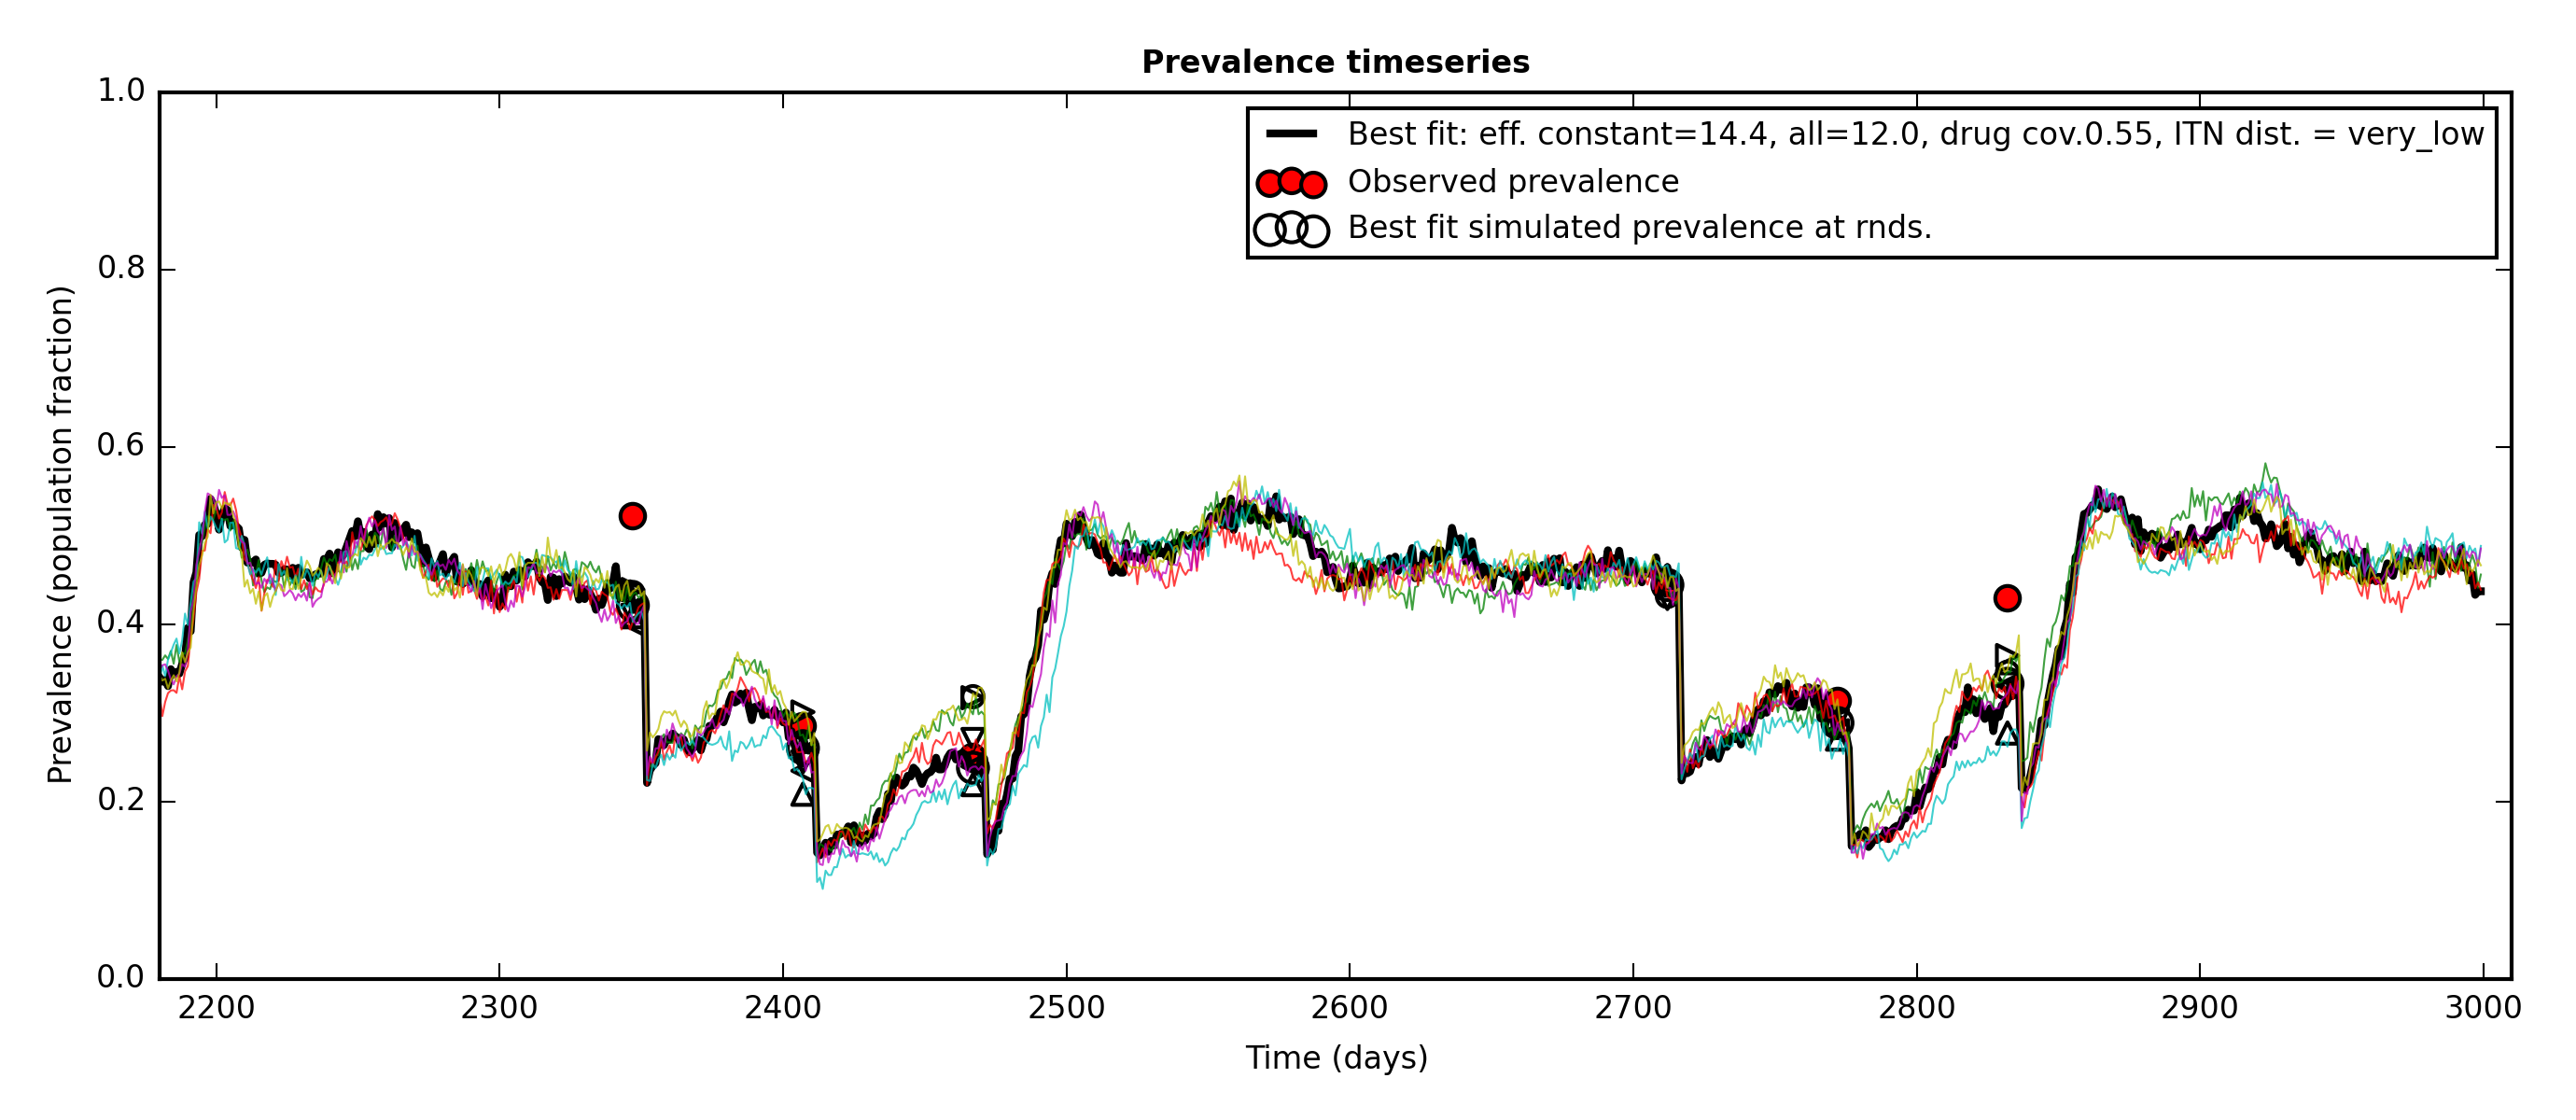 Prevalence timeseries
Best fit: eff. constant=14.4, all=12.0, drug cov.0.55, ITN dist. = very_low
Observed prevalence
Best fit simulated prevalence at rnds.
Prevalence (population fraction)
1.0
0.8
0.6
0.4
0.2
0.0
2200 2300 2400 2500 2600 2700 2800 2900 3000
Time (days)